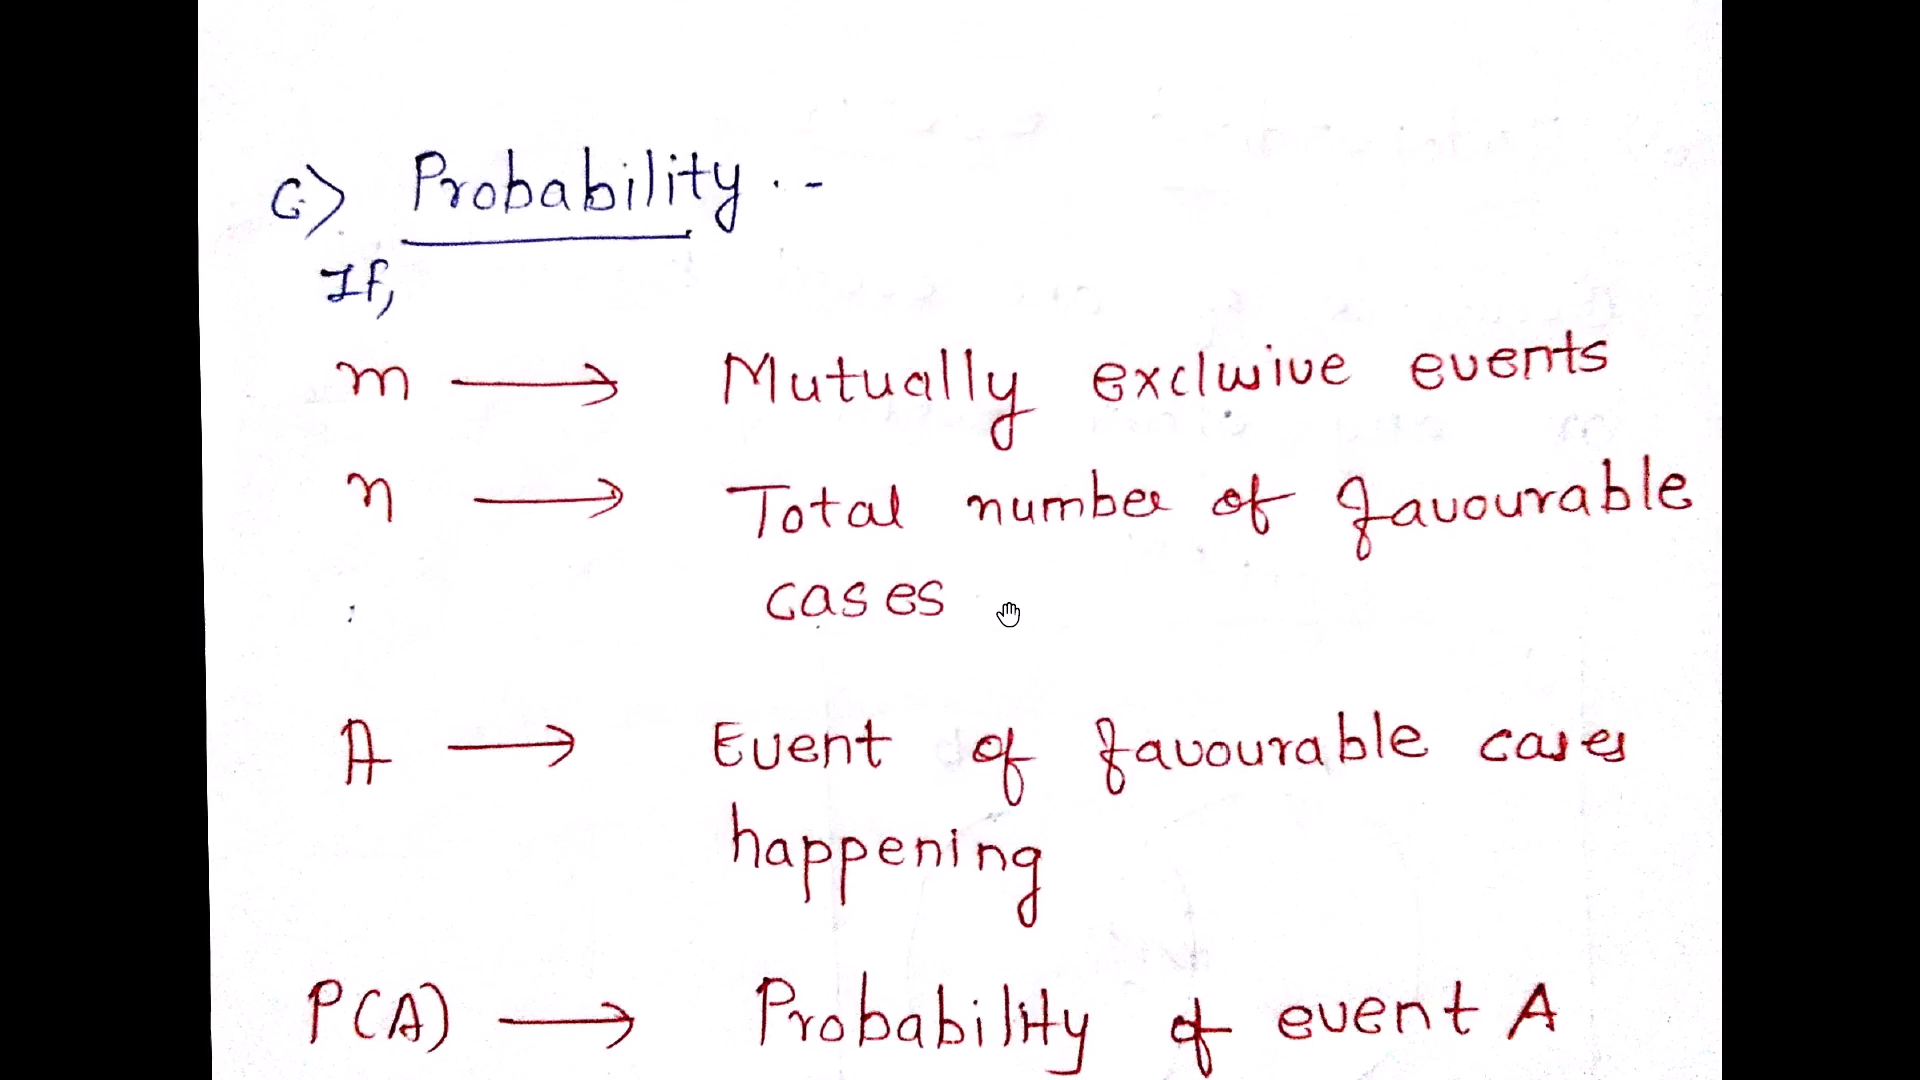 C) Probability :-
If,
m → Mutually exclusive events
n → Total number of favourable
cases
A → Event of favourable cases
happening
P(A) → Probability of event A